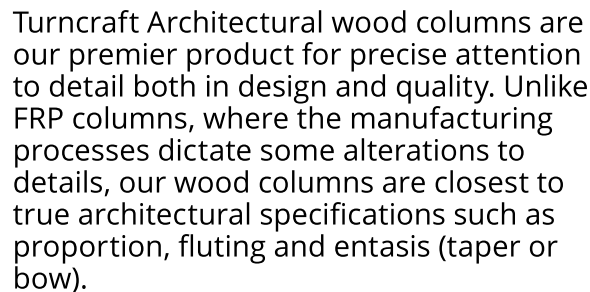 Turncraft Architectural wood columns are
our premier product for precise attention
to detail both in design and quality. Unlike
FRP columns, where the manufacturing
processes dictate some alterations to
details, our wood columns are closest to
true architectural specifications such as
proportion, fluting and entasis (taper or
bow).